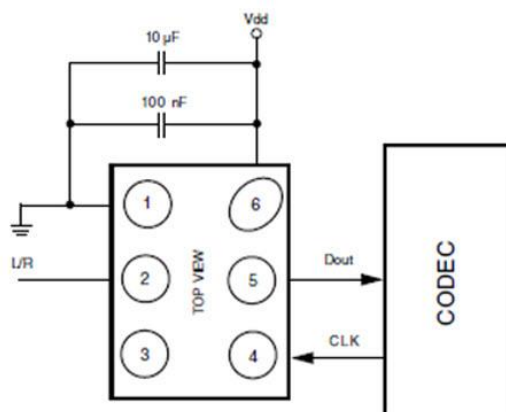 Vdd
10 µF
100 nF
1
6
L/R
2
TOP VIEW
5
Dout
CODEC
3
4
CLK